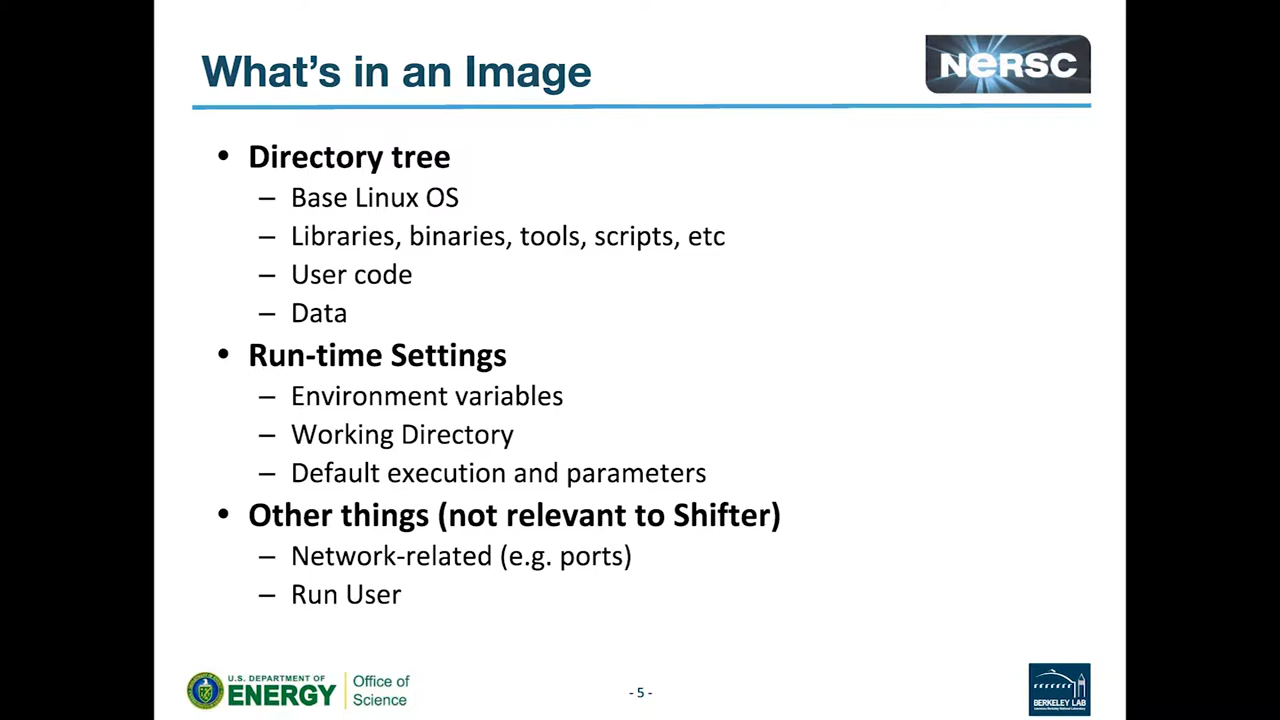 What's in an Image
NERSC
• Directory tree
– Base Linux OS
– Libraries, binaries, tools, scripts, etc
– User code
– Data
• Run-time Settings
– Environment variables
– Working Directory
– Default execution and parameters
• Other things (not relevant to Shifter)
– Network-related (e.g. ports)
– Run User
U.S. DEPARTMENT OF
ENERGY
Office of
Science
- 5 -
BERKELEY LAB